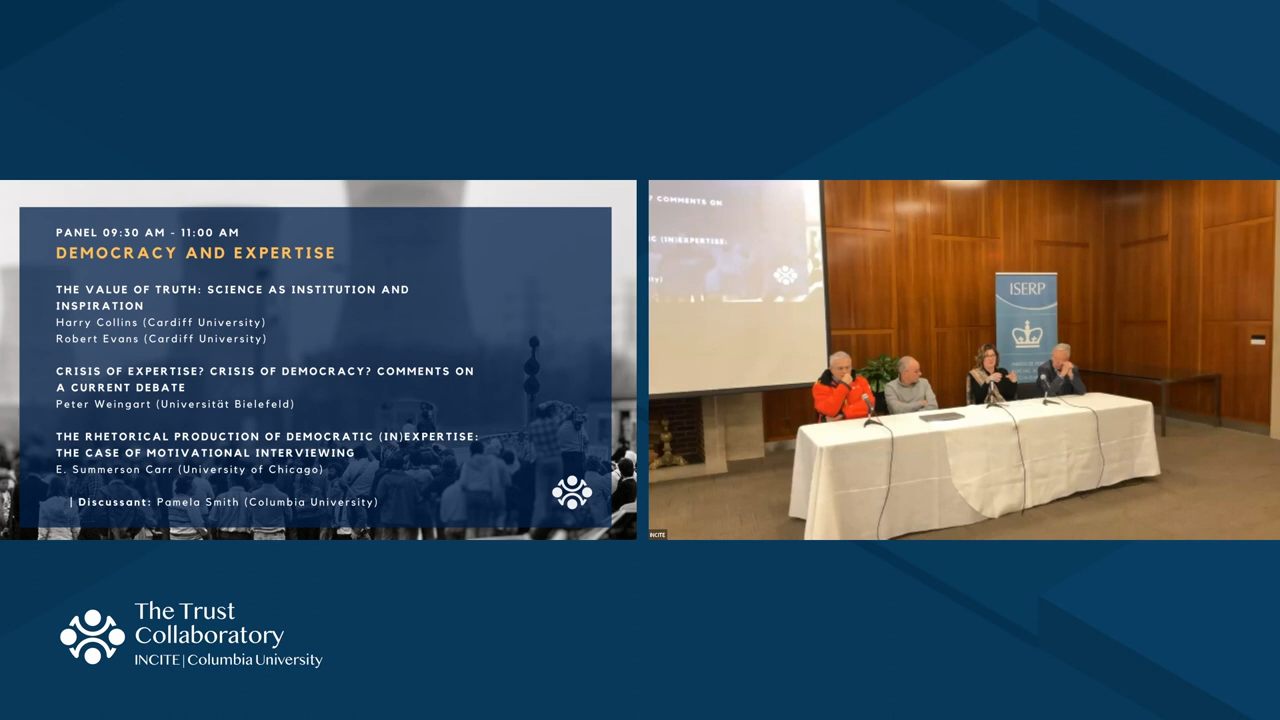 PANEL 09:30 AM - 11:00 AM
DEMOCRACY AND EXPERTISE
THE VALUE OF TRUTH: SCIENCE AS INSTITUTION AND
INSPIRATION
Harry Collins (Cardiff University)
Robert Evans (Cardiff University)
CRISIS OF EXPERTISE? CRISIS OF DEMOCRACY? COMMENTS ON
A CURRENT DEBATE
Peter Weingart (Universität Bielefeld)
THE RHETORICAL PRODUCTION OF DEMOCRATIC (IN)EXPERTISE:
THE CASE OF MOTIVATIONAL INTERVIEWING
E. Summerson Carr (University of Chicago)
| Discussant: Pamela Smith (Columbia University)
? COMMENTS ON
(IN)EXPERTISE:
ISERP
INCITE
The Trust
Collaboratory
INCITE | Columbia University